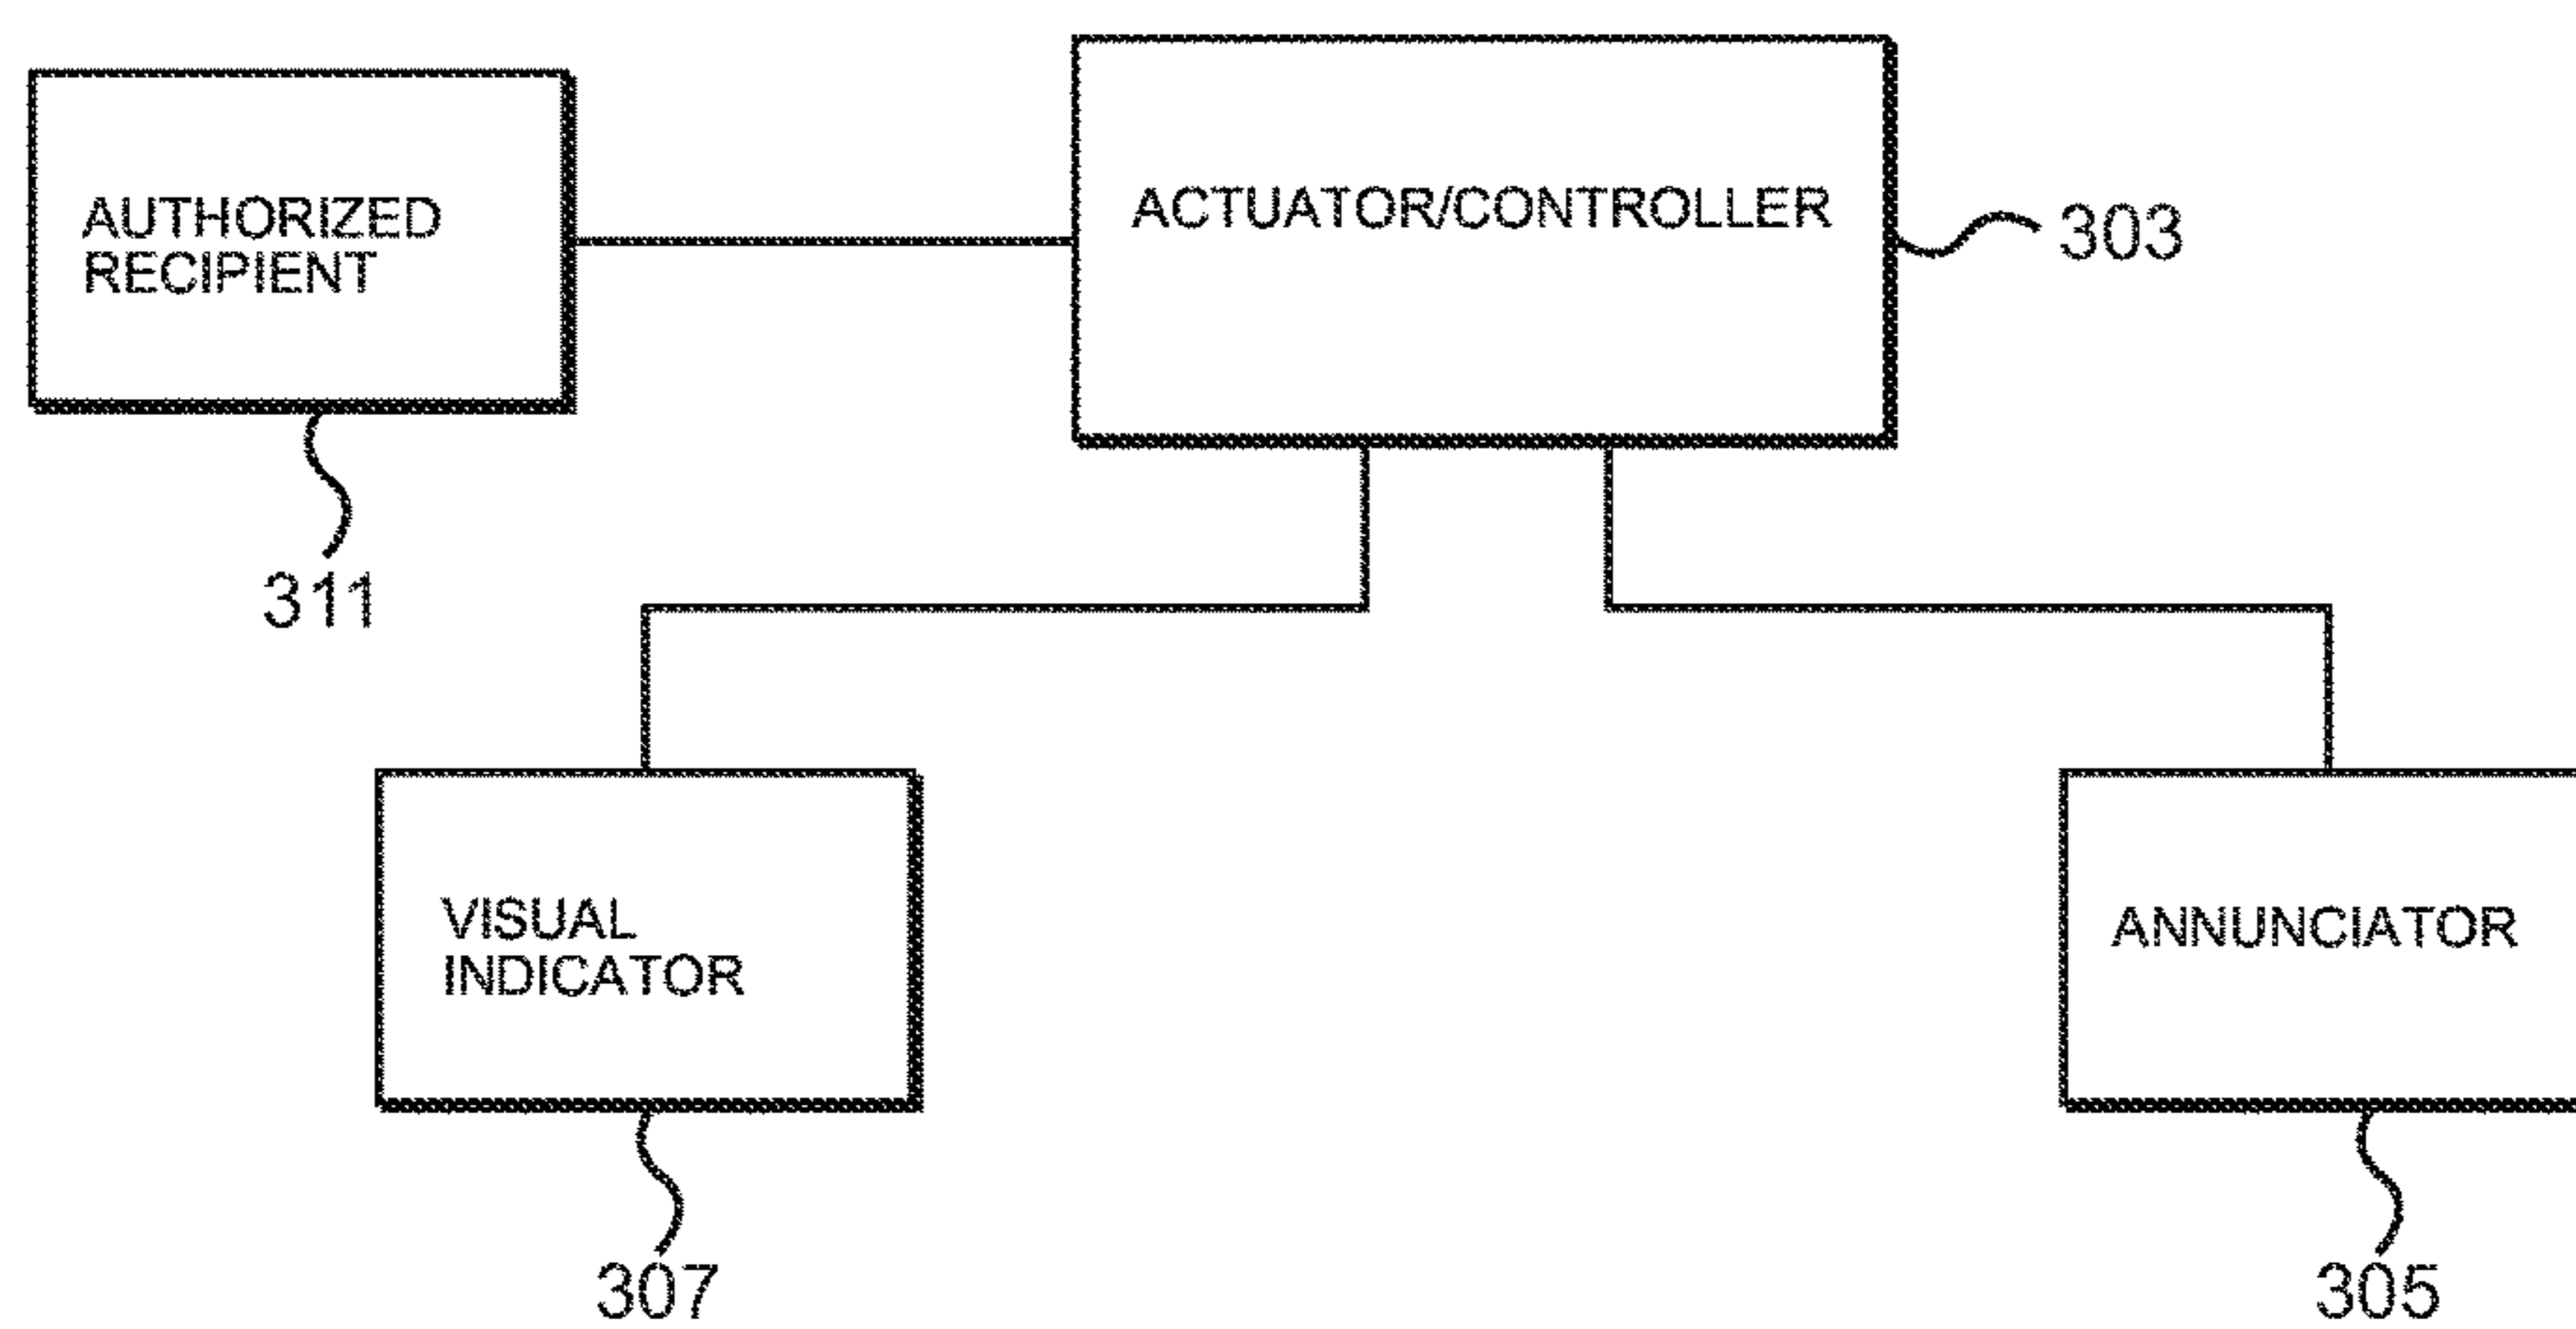 AUTHORIZED
RECIPIENT
ACTUATOR/CONTROLLER
303
311
VISUAL
INDICATOR
ANNUNCIATOR
307
305